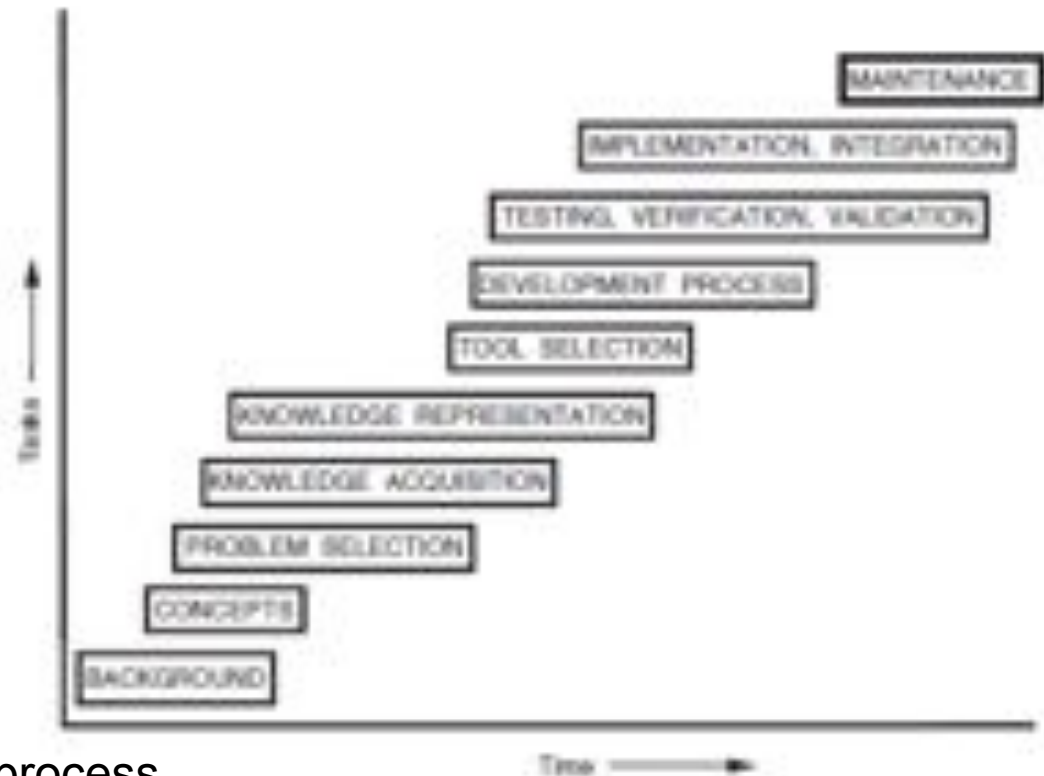 MAINTENANCE
IMPLEMENTATION, INTEGRATION
TESTING, VERIFICATION, VALIDATION
DEVELOPMENT PROCESS
TOOL SELECTION
KNOWLEDGE REPRESENTATION
Tasks
KNOWLEDGE ACQUISITION
PROBLEM SELECTION
CONCEPTS
BACKGROUND
Time
process